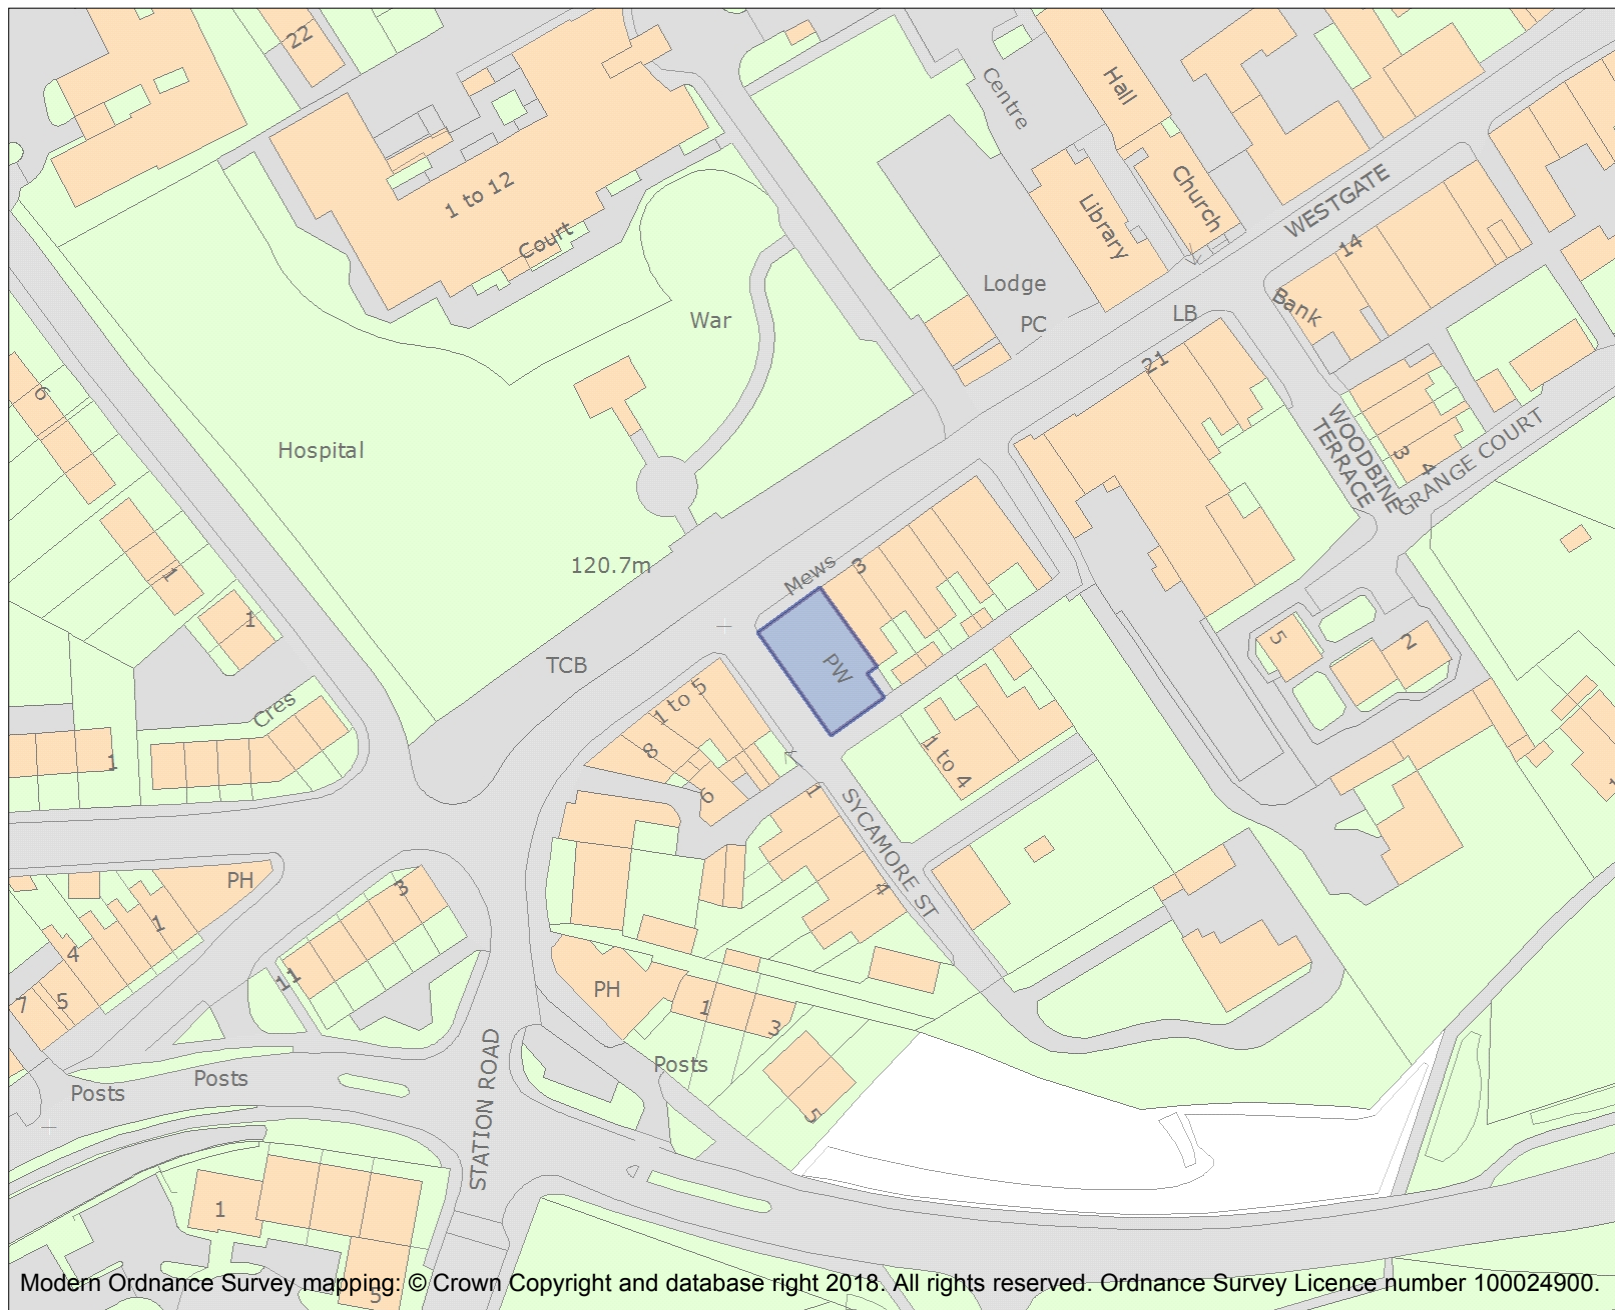 22
Centre
Hall
1 to 12
Court
Church
Library
WESTGATE
14
Lodge
War
PC
LB
Bank
21
6
Hospital
WOODBINE
TERRACE
3
4
GRANGE COURT
120.7m
Mews
3
1
1
5
2
TCB
PW
1 to 5
Cres
8
1 to 4
1
6
1
SYCAMORE ST
PH
3
4
1
4
11
7
5
PH
1
3
STATION ROAD
Posts
Posts
Posts
5
1
5
Modern Ordnance Survey mapping: © Crown Copyright and database right 2018. All rights reserved. Ordnance Survey Licence number 100024900.